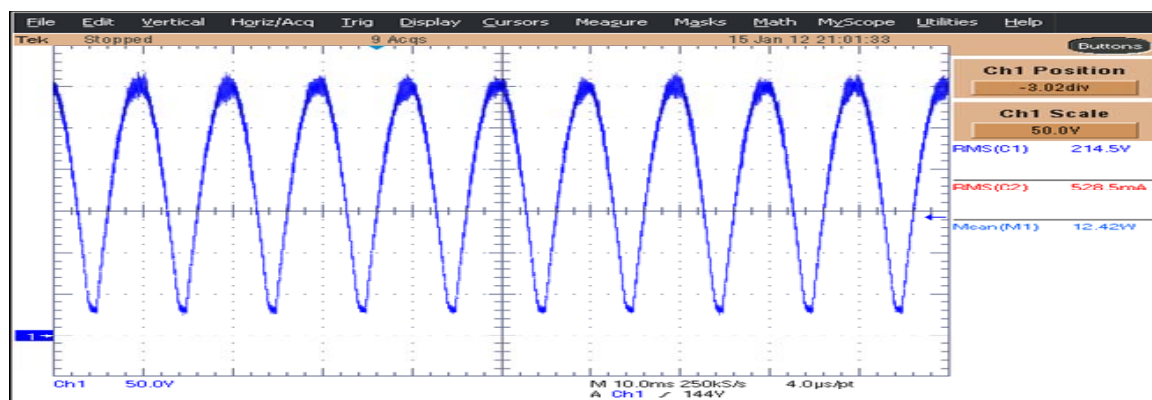 File Edit Vertical Horiz/Acq Trig Display Cursors Measure Masks Math MyScope Utilities Help
Tek Stopped 9 Acqs 15 Jan 12 21:01:33
Buttons
Ch1 Position
-3.02div
Ch1 Scale
50.0V
RMS(C1) 214.5V
RMS(C2) 528.5mA
Mean(M1) 12.42W
1
Ch1 50.0V M 10.0ms 250kS/s 4.0µs/pt
A Ch1 ∕ 144V